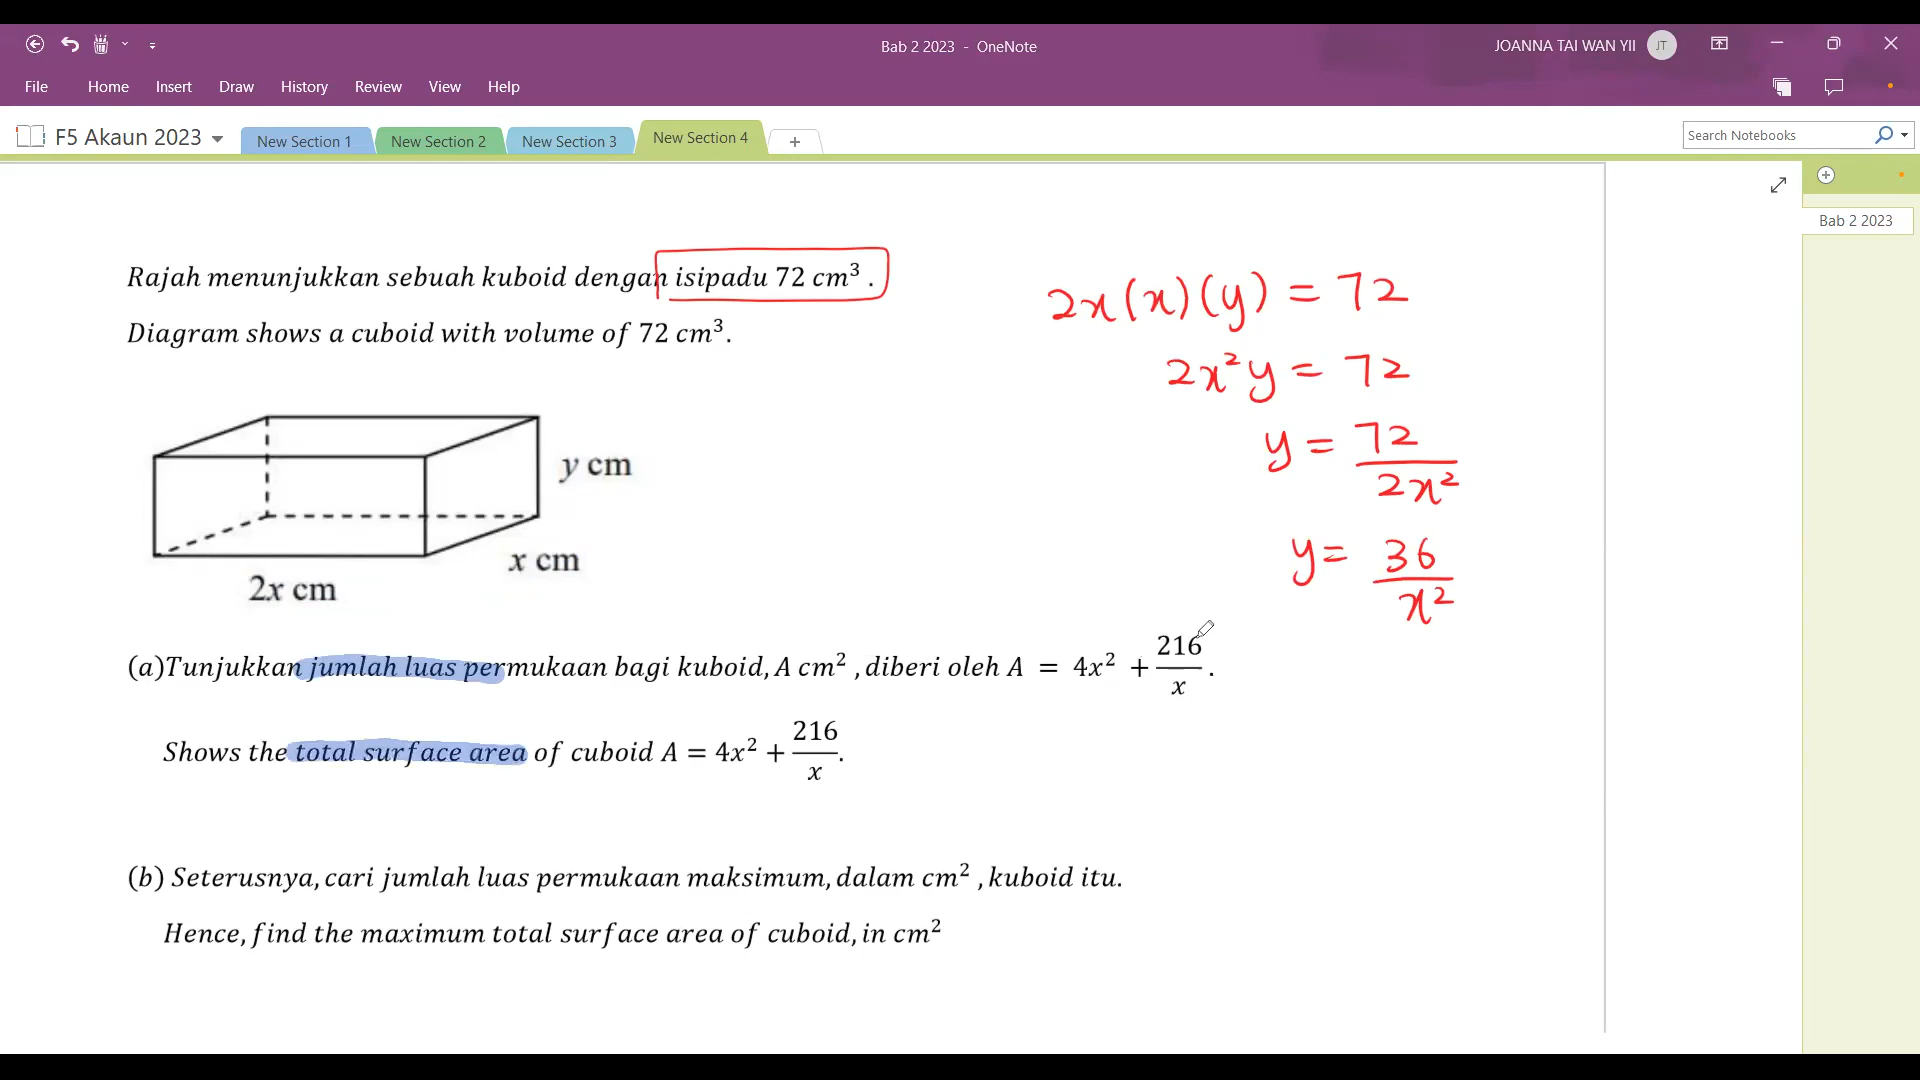 Bab 2 2023 - OneNote
JOANNA TAI WAN YII JT
File Home Insert Draw History Review View Help
F5 Akaun 2023 New Section 1 New Section 2 New Section 3 New Section 4 +
Search Notebooks
Bab 2 2023
Rajah menunjukkan sebuah kuboid dengan isipadu 72 cm³ .
Diagram shows a cuboid with volume of 72 cm³.
y cm
x cm
2x cm
2x(x)(y) = 72
2x²y = 72
y = 72/2x²
y = 36/x²
(a)Tunjukkan jumlah luas permukaan bagi kuboid, A cm² , diberi oleh A = 4x² + 216/x.
Shows the total surface area of cuboid A = 4x² + 216/x.
(b) Seterusnya, cari jumlah luas permukaan maksimum, dalam cm² , kuboid itu.
Hence, find the maximum total surface area of cuboid, in cm²